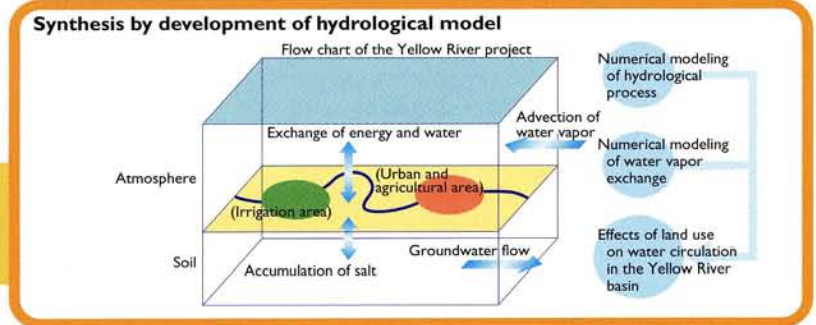 Synthesis by development of hydrological model
Flow chart of the Yellow River project
Numerical modeling
of hydrological
process
Advection of
water vapor
Exchange of energy and water
Numerical modeling
of water vapor
exchange
Atmosphere
(Urban and
agricultural area)
(Irrigation area)
Effects of land use
on water circulation
in the Yellow River
basin
Soil
Groundwater flow
Accumulation of salt